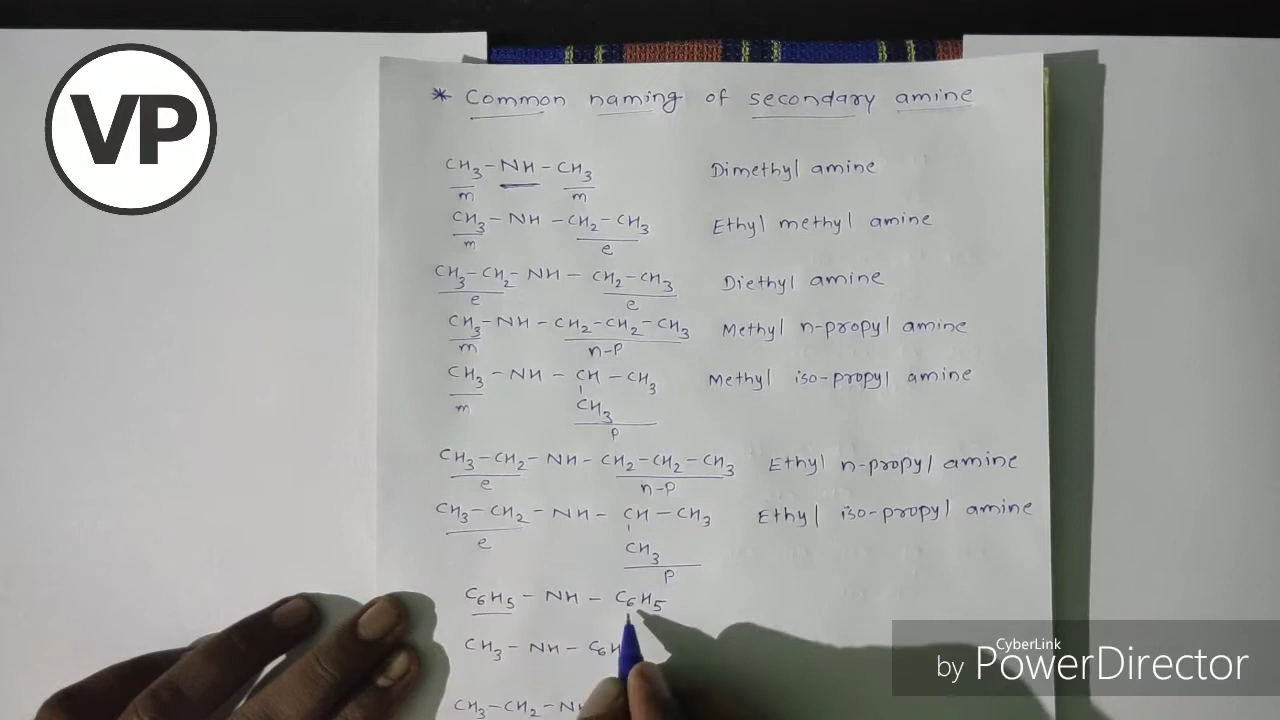 VP
* Common naming of secondary amine
CH3-NH-CH3 Dimethyl amine
m m
CH3-NH-CH2-CH3 Ethyl methyl amine
m e
CH3-CH2-NH-CH2-CH3 Diethyl amine
e e
CH3-NH-CH2-CH2-CH3 Methyl n-propyl amine
m n-p
CH3-NH-CH-CH3 Methyl iso-propyl amine
CH3
m p
CH3-CH2-NH-CH2-CH2-CH3 Ethyl n-propyl amine
e n-p
CH3-CH2-NH-CH-CH3 Ethyl iso-propyl amine
CH3
e p
C6H5-NH-C6H5
CH3-NH-C6H
CH3-CH2-NH
CyberLink
by PowerDirector